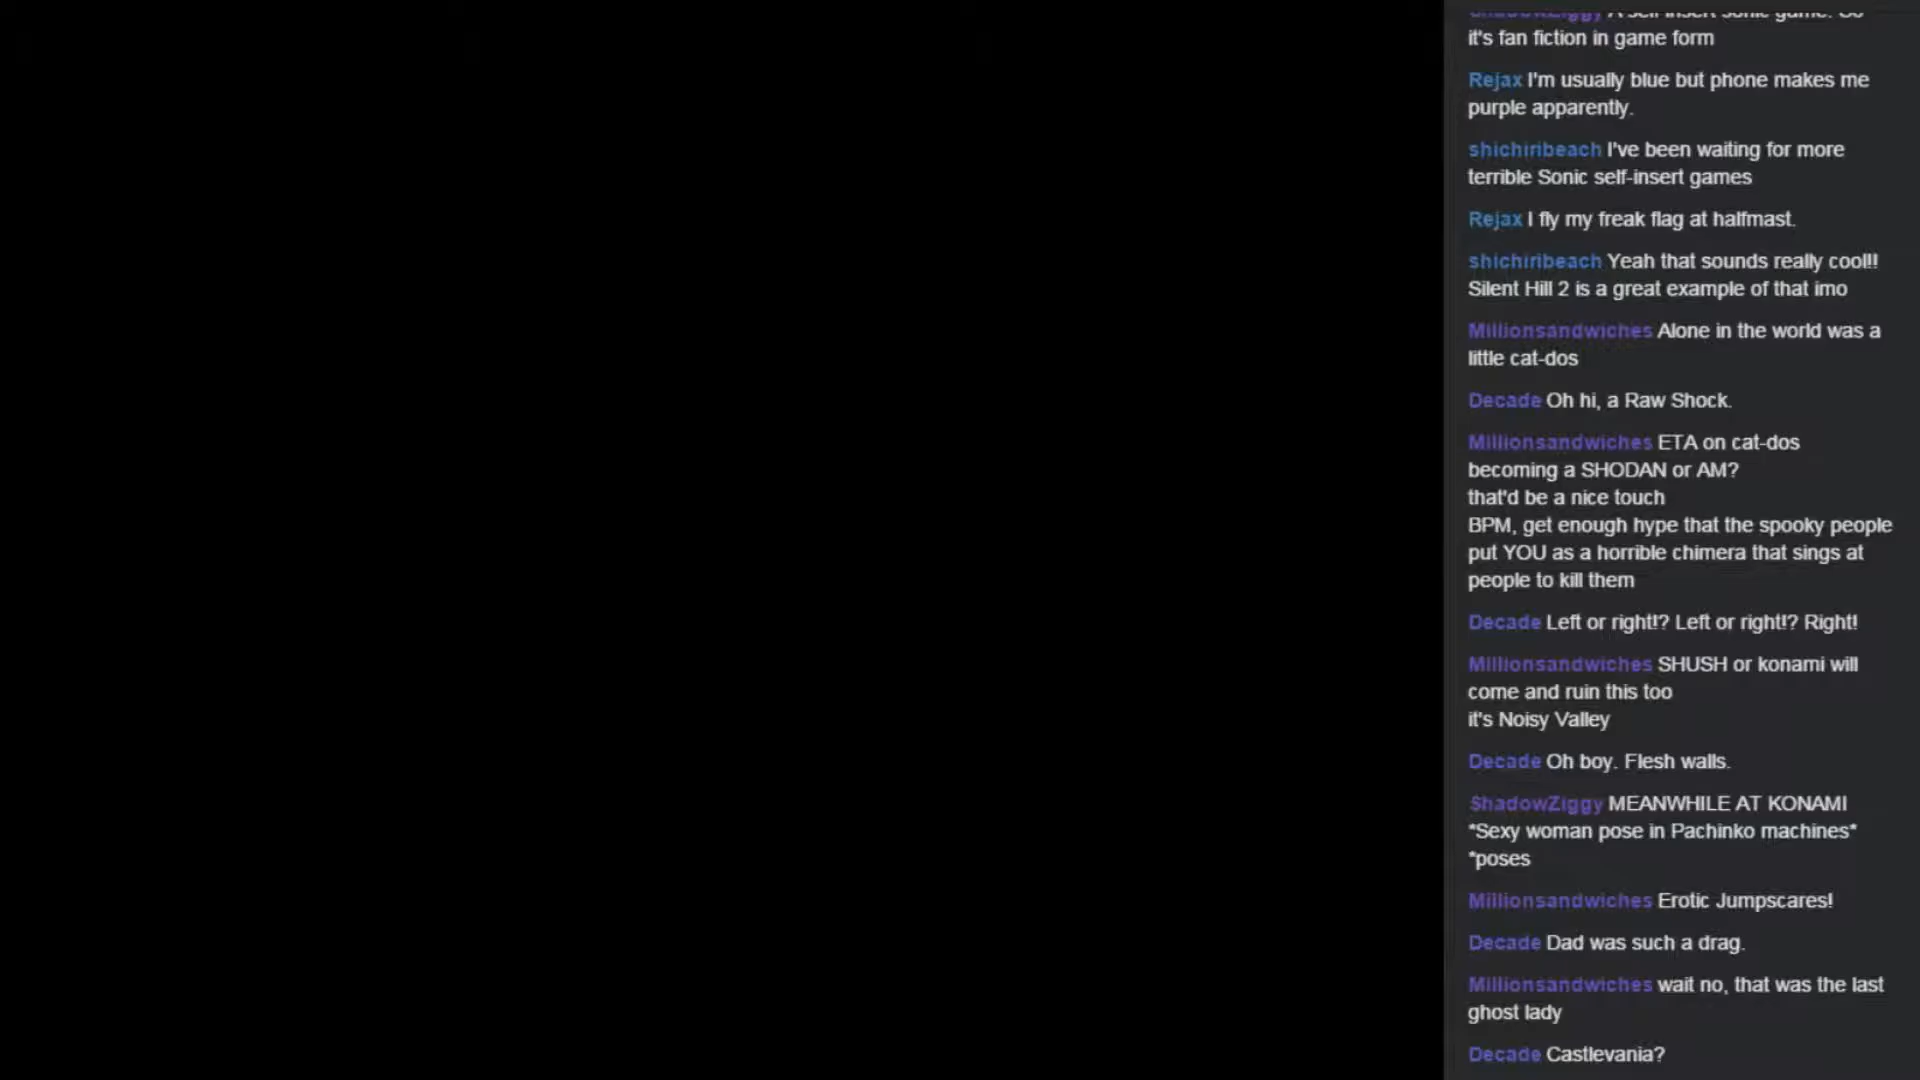 ShadowZiggy A self-insert sonic game. So
it's fan fiction in game form
Rejax I'm usually blue but phone makes me
purple apparently.
shichiribeach I've been waiting for more
terrible Sonic self-insert games
Rejax I fly my freak flag at halfmast.
shichiribeach Yeah that sounds really cool!!
Silent Hill 2 is a great example of that imo
Millionsandwiches Alone in the world was a
little cat-dos
Decade Oh hi, a Raw Shock.
Millionsandwiches ETA on cat-dos
becoming a SHODAN or AM?
that'd be a nice touch
BPM, get enough hype that the spooky people
put YOU as a horrible chimera that sings at
people to kill them
Decade Left or right!? Left or right!? Right!
Millionsandwiches SHUSH or konami will
come and ruin this too
it's Noisy Valley
Decade Oh boy. Flesh walls.
ShadowZiggy MEANWHILE AT KONAMI
*Sexy woman pose in Pachinko machines*
*poses
Millionsandwiches Erotic Jumpscares!
Decade Dad was such a drag.
Millionsandwiches wait no, that was the last
ghost lady
Decade Castlevania?